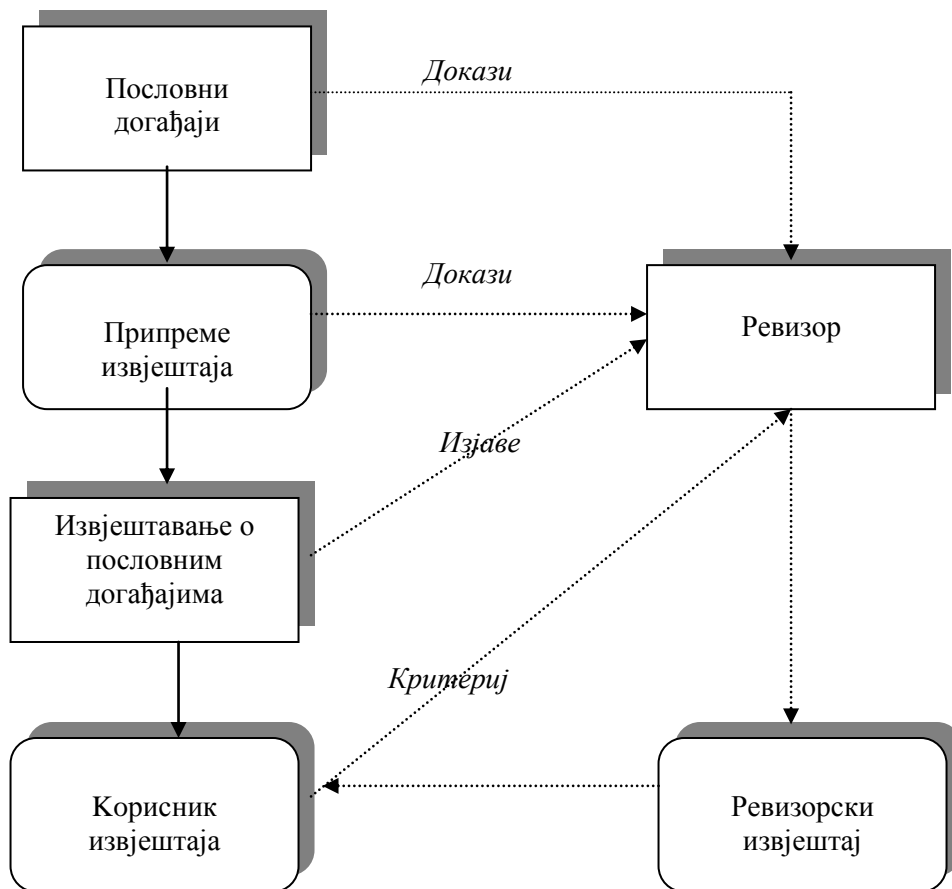 Докази
Пословни
догађаји
Докази
Припреме
извјештаја
Ревизор
Изјаве
Извјештавање о
пословним
догађајима
Критериј
Корисник
извјештаја
Ревизорски
извјештај